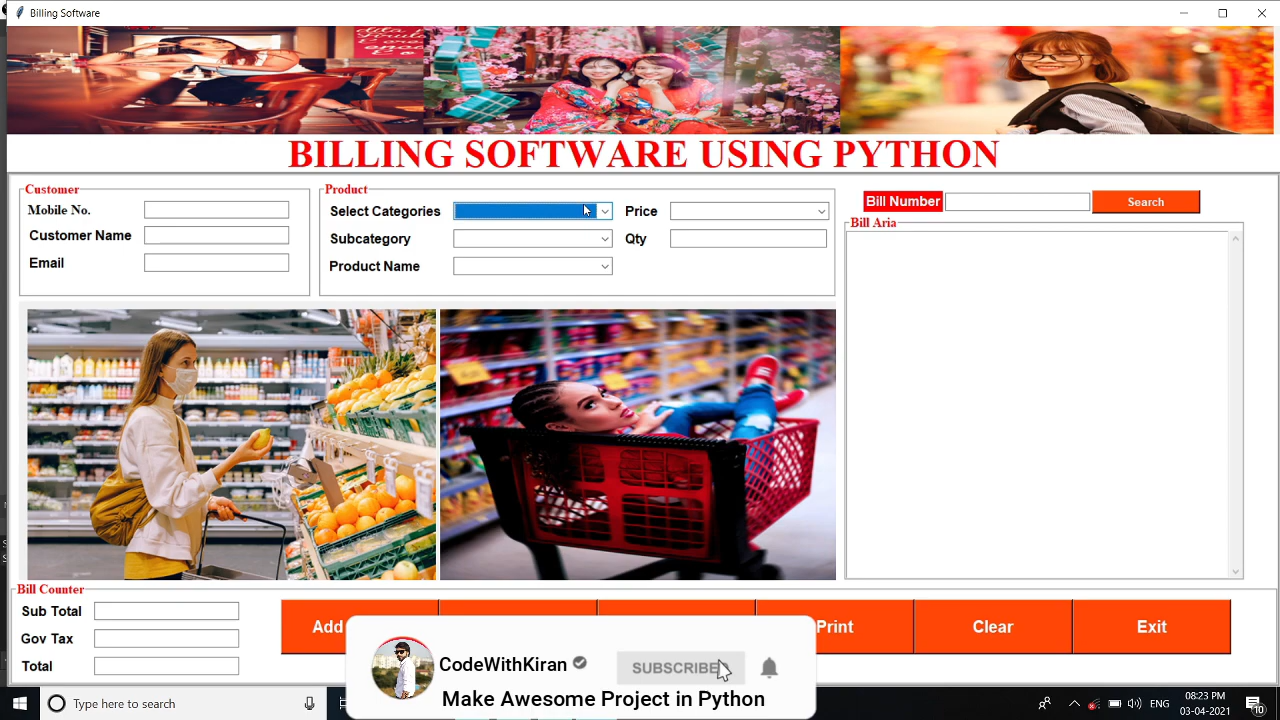 Billing Software
BILLING SOFTWARE USING PYTHON
Customer
Mobile No.
Customer Name
Email
Product
Select Categories
Subcategory
Product Name
Price
Qty
Bill Number
Search
Bill Aria
Bill Counter
Sub Total
Gov Tax
Total
Add
Print
Clear
Exit
CodeWithKiran
SUBSCRIBE
Make Awesome Project in Python
Type here to search
ENG
08:23 PM
03-04-2021